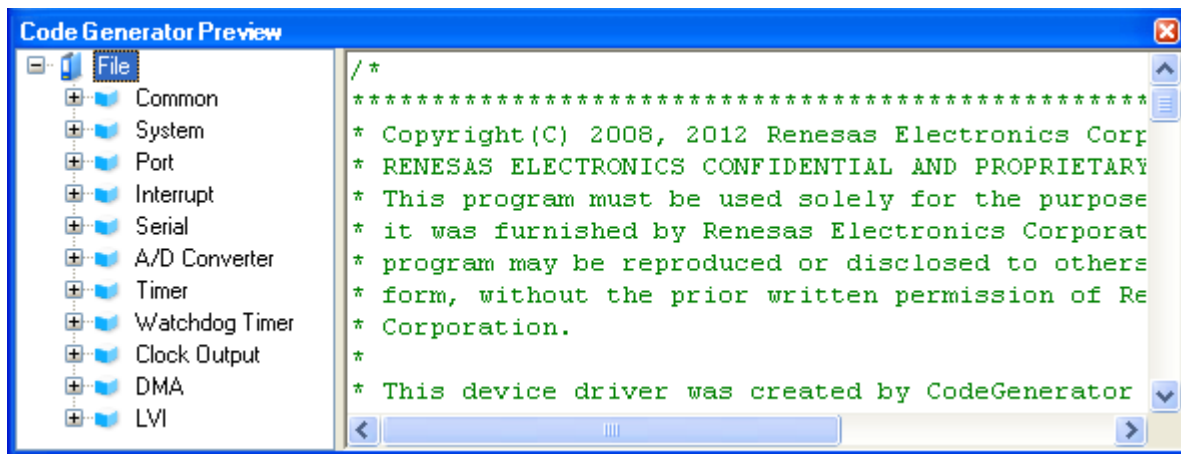 Code Generator Preview
File
Common
System
Port
Interrupt
Serial
A/D Converter
Timer
Watchdog Timer
Clock Output
DMA
LVI
/*
**************************************************
* Copyright(C) 2008, 2012 Renesas Electronics Corp
* RENESAS ELECTRONICS CONFIDENTIAL AND PROPRIETARY
* This program must be used solely for the purpose
* it was furnished by Renesas Electronics Corporat
* program may be reproduced or disclosed to others
* form, without the prior written permission of Re
* Corporation.
*
* This device driver was created by CodeGenerator